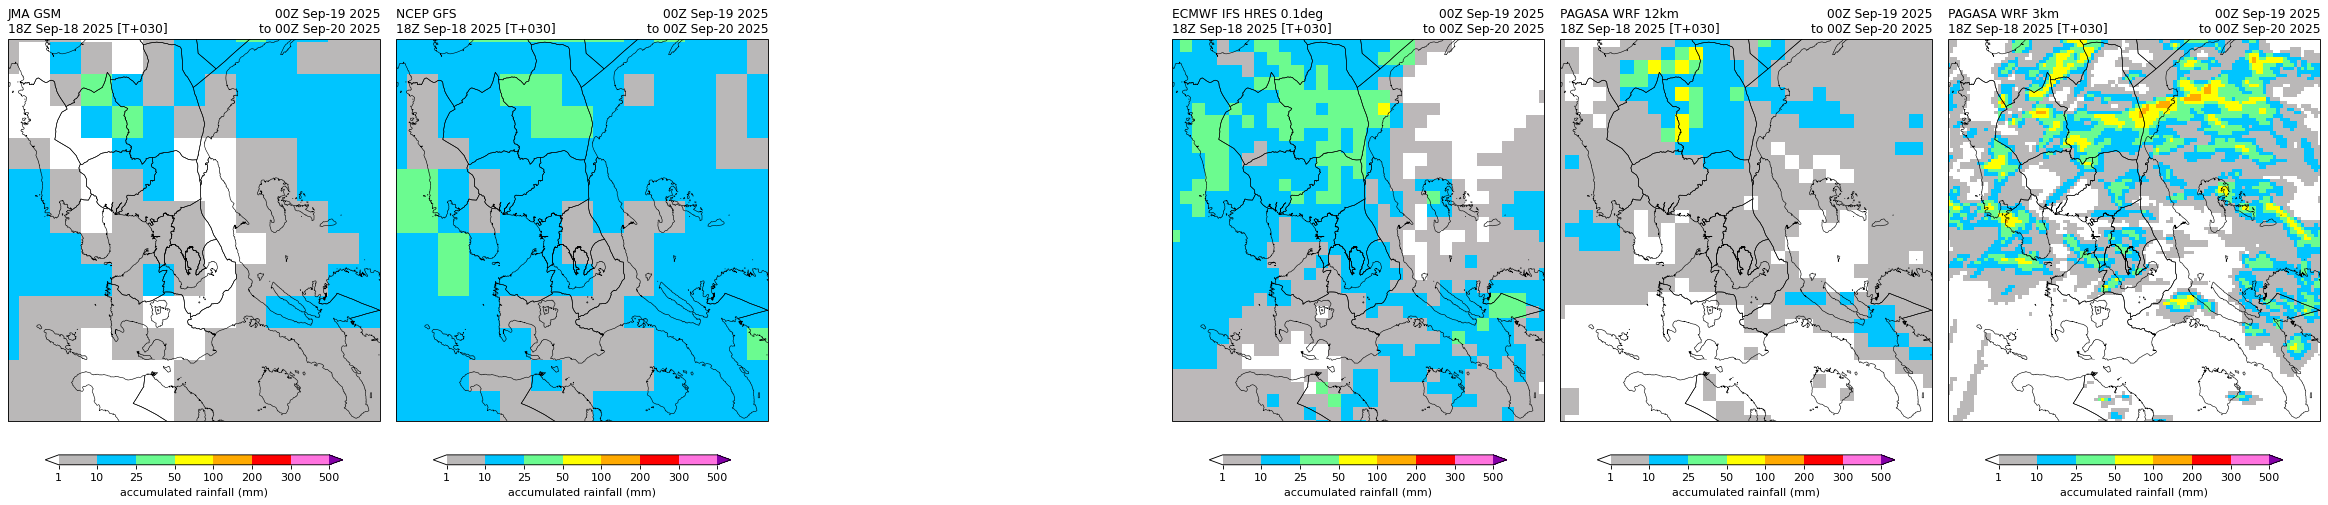 JMA GSM 00Z Sep-19 2025
18Z Sep-18 2025 [T+030] to 00Z Sep-20 2025
1 10 25 50 100 200 300 500
accumulated rainfall (mm)
NCEP GFS 00Z Sep-19 2025
18Z Sep-18 2025 [T+030] to 00Z Sep-20 2025
1 10 25 50 100 200 300 500
accumulated rainfall (mm)
ECMWF IFS HRES 0.1deg 00Z Sep-19 2025
18Z Sep-18 2025 [T+030] to 00Z Sep-20 2025
1 10 25 50 100 200 300 500
accumulated rainfall (mm)
PAGASA WRF 12km 00Z Sep-19 2025
18Z Sep-18 2025 [T+030] to 00Z Sep-20 2025
1 10 25 50 100 200 300 500
accumulated rainfall (mm)
PAGASA WRF 3km 00Z Sep-19 2025
18Z Sep-18 2025 [T+030] to 00Z Sep-20 2025
1 10 25 50 100 200 300 500
accumulated rainfall (mm)